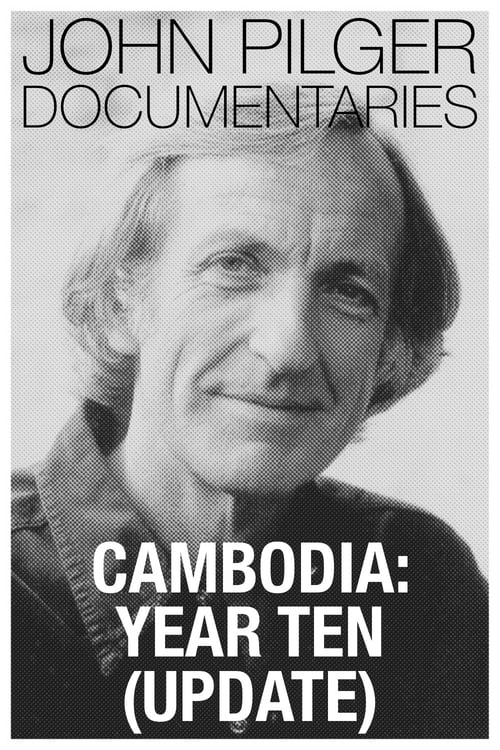 JOHN PILGER
DOCUMENTARIES
CAMBODIA:
YEAR TEN
(UPDATE)